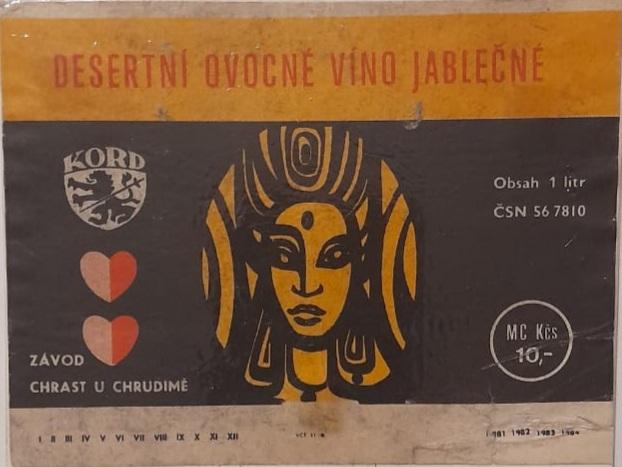 DESERTNÍ OVOCNÉ VÍNO JABLEČNÉ
KORD
Obsah 1 litr
ČSN 56 7810
MC Kčs
10,-
ZÁVOD
CHRAST U CHRUDIMĚ
I II III IV V VI VII VIII IX X XI XII
1981 1982 1983 1984